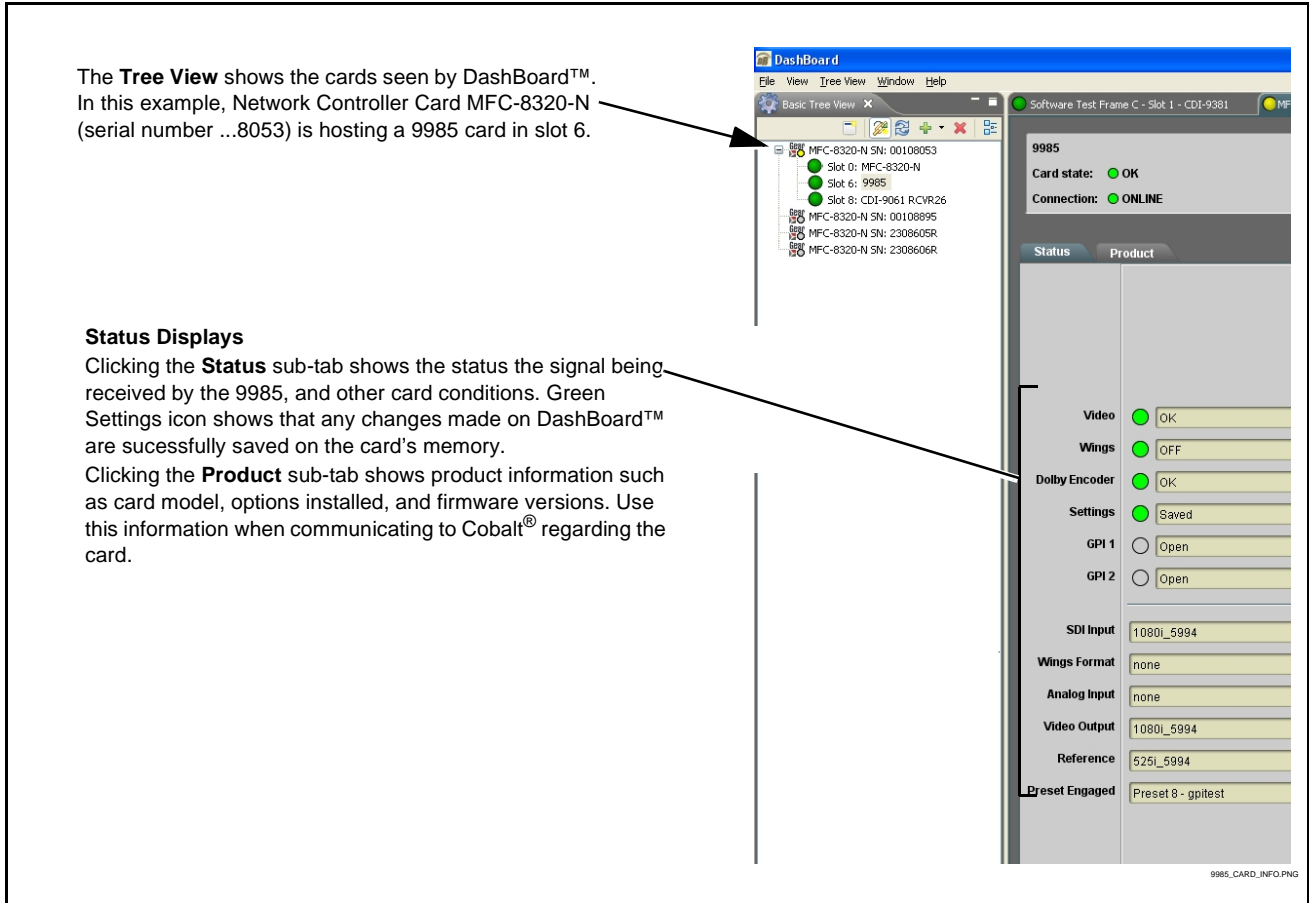 The Tree View shows the cards seen by DashBoard™.
In this example, Network Controller Card MFC-8320-N
(serial number ...8053) is hosting a 9985 card in slot 6.
Status Displays
Clicking the Status sub-tab shows the status the signal being
received by the 9985, and other card conditions. Green
Settings icon shows that any changes made on DashBoard™
are sucessfully saved on the card's memory.
Clicking the Product sub-tab shows product information such
as card model, options installed, and firmware versions. Use
this information when communicating to Cobalt® regarding the
card.
DashBoard
File View Tree View Window Help
Basic Tree View
Gear MFC-8320-N SN: 00108053
Slot 0: MFC-8320-N
Slot 6: 9985
Slot 8: CDI-9061 RCVR26
Gear MFC-8320-N SN: 00108895
Gear MFC-8320-N SN: 2308605R
Gear MFC-8320-N SN: 2308606R
Software Test Frame C - Slot 1 - CDI-9381 MF
9985
Card state: OK
Connection: ONLINE
Status Product
Video OK
Wings OFF
Dolby Encoder OK
Settings Saved
GPI 1 Open
GPI 2 Open
SDI Input 1080i_5994
Wings Format none
Analog Input none
Video Output 1080i_5994
Reference 525i_5994
Preset Engaged Preset 8 - gpitest
9985_CARD_INFO.PNG